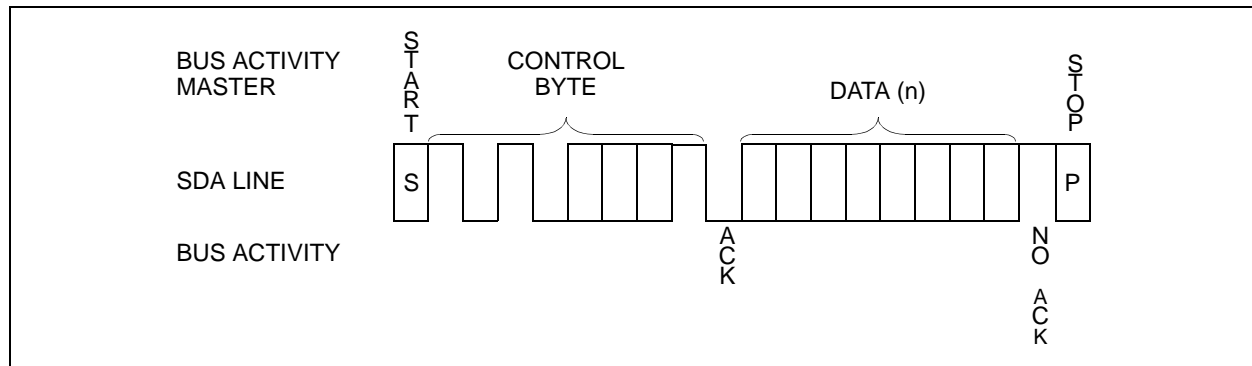 BUS ACTIVITY
MASTER
START
CONTROL
BYTE
DATA (n)
STOP
SDA LINE
S
P
BUS ACTIVITY
ACK
NO ACK